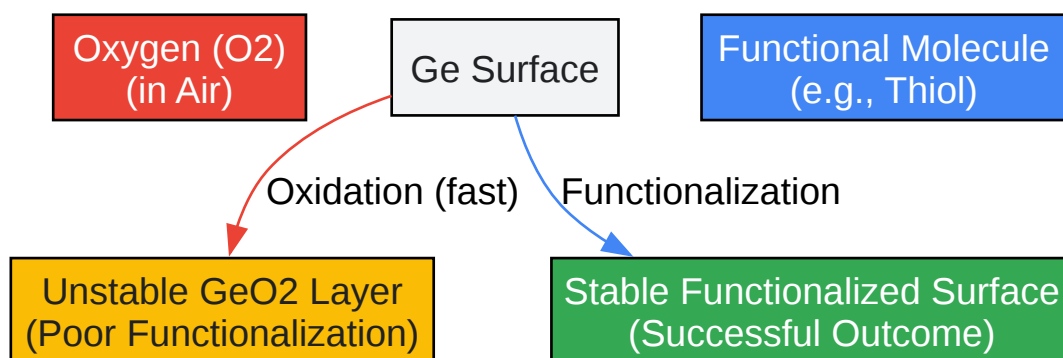 Oxygen (O2)
(in Air)
Ge Surface
Functional Molecule
(e.g., Thiol)
Oxidation (fast)
Functionalization
Unstable GeO2 Layer
(Poor Functionalization)
Stable Functionalized Surface
(Successful Outcome)